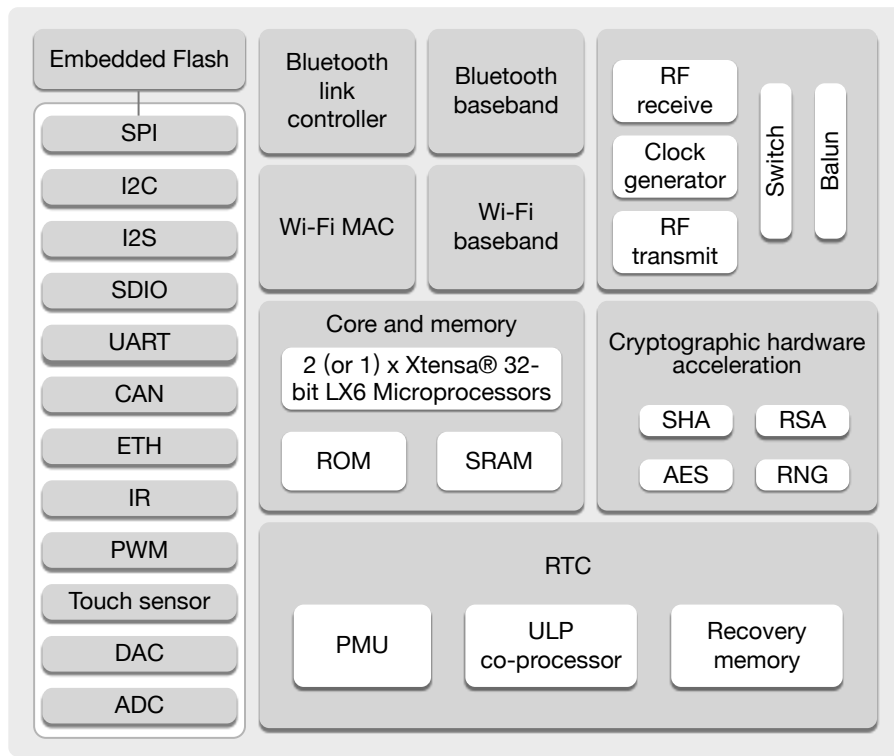 Embedded Flash
SPI
I2C
I2S
SDIO
UART
CAN
ETH
IR
PWM
Touch sensor
DAC
ADC
Bluetooth
link
controller
Bluetooth
baseband
Wi-Fi MAC
Wi-Fi
baseband
RF
receive
Clock
generator
RF
transmit
Switch
Balun
Core and memory
2 (or 1) x Xtensa® 32-
bit LX6 Microprocessors
ROM
SRAM
Cryptographic hardware
acceleration
SHA
RSA
AES
RNG
RTC
PMU
ULP
co-processor
Recovery
memory